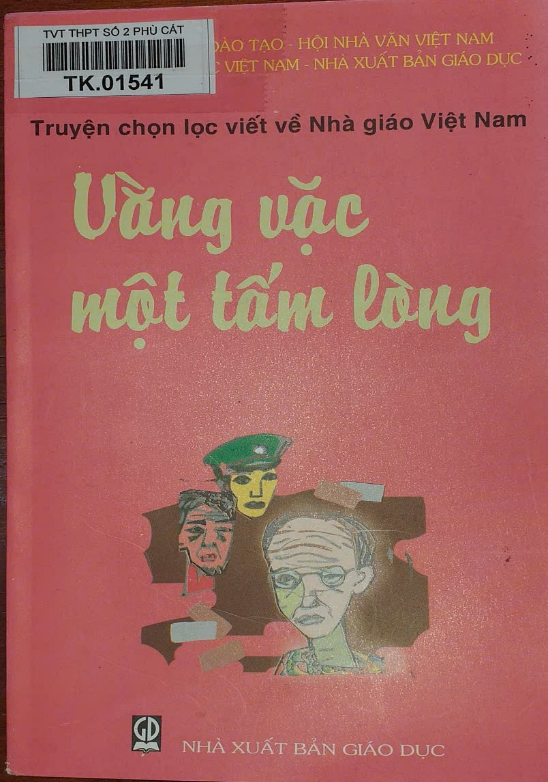 TVT THPT SỐ 2 PHÙ CÁT
TK.01541
ĐÀO TẠO - HỘI NHÀ VĂN VIỆT NAM
VIỆT NAM - NHÀ XUẤT BẢN GIÁO DỤC
Truyện chọn lọc viết về Nhà giáo Việt Nam
Vằng vặc
một tấm lòng
GD
NHÀ XUẤT BẢN GIÁO DỤC